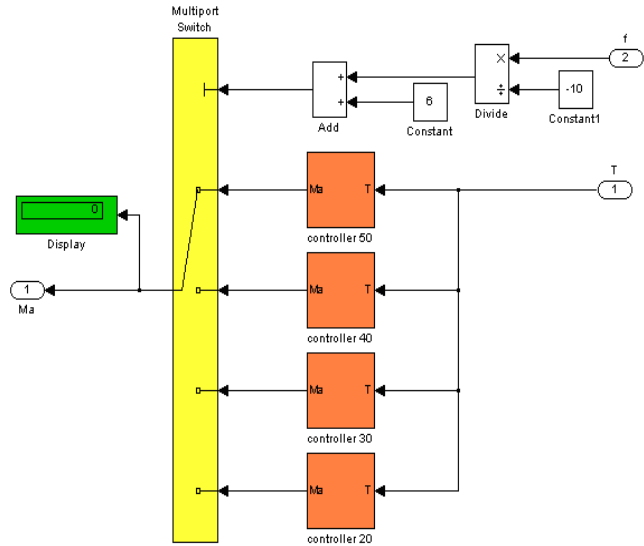 Multiport
Switch
f
2
×
÷
Divide
-10
Constant1
+
+
Add
6
Constant
T
1
Ma T
controller 50
0
Display
1
Ma
Ma T
controller 40
Ma T
controller 30
Ma T
controller 20